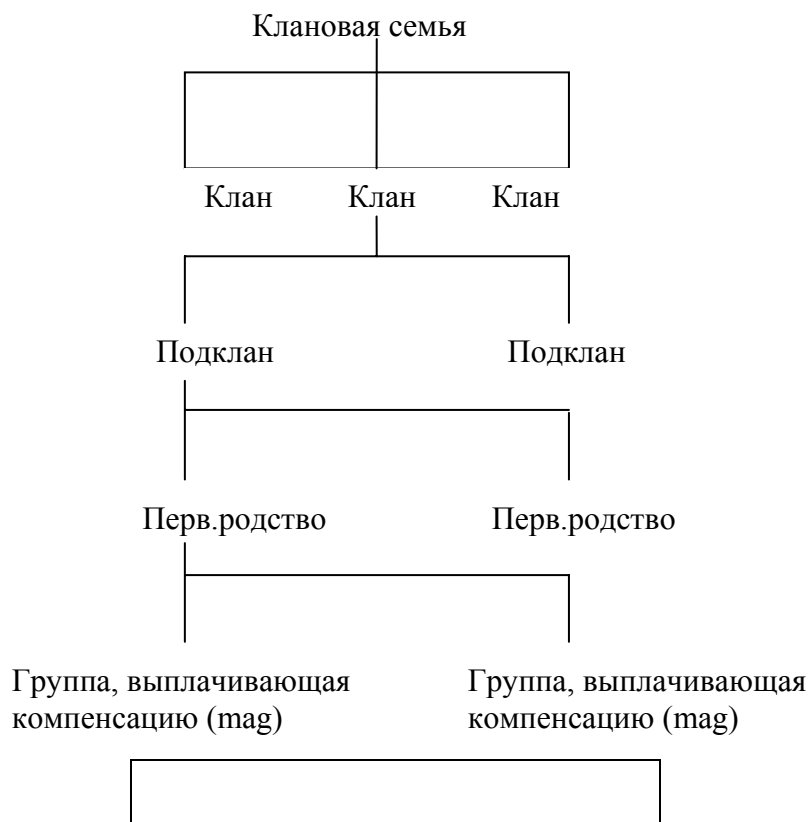 Клановая семья
Клан Клан Клан
Подклан Подклан
Перв.родство Перв.родство
Группа, выплачивающая
компенсацию (mag)
Группа, выплачивающая
компенсацию (mag)